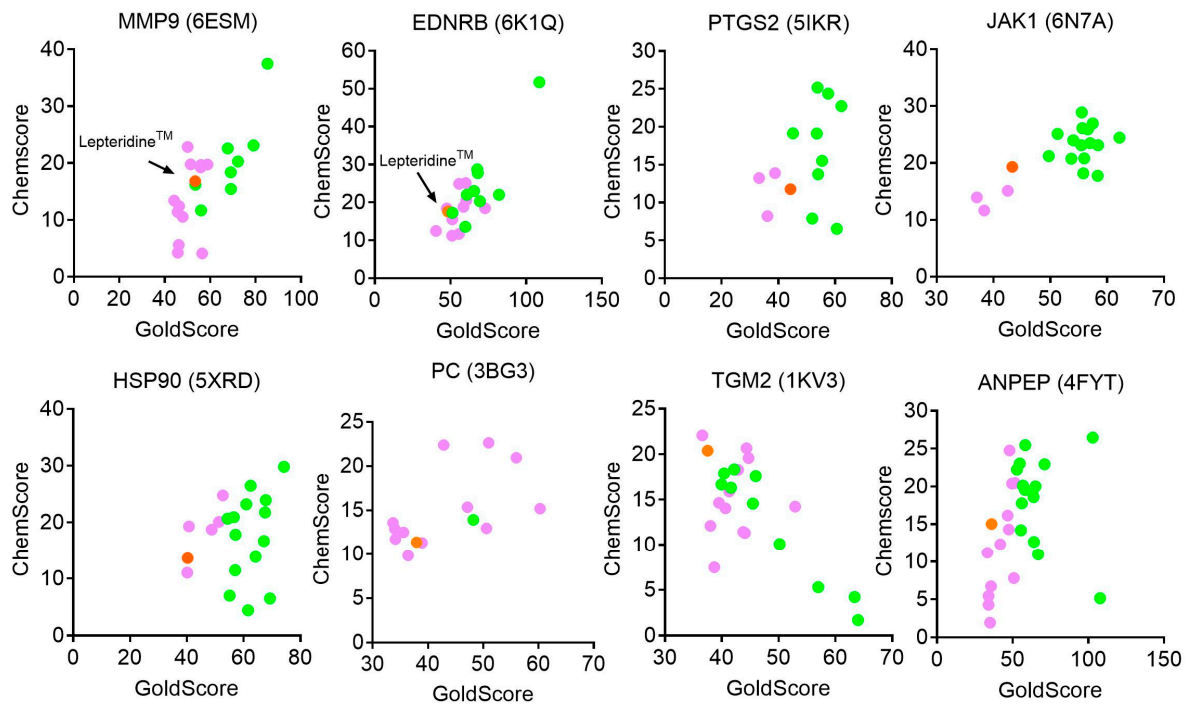 MMP9 (6ESM)
40
30
20
10
0
Chemscore
Lepteridine™
0 20 40 60 80 100
GoldScore
EDNRB (6K1Q)
60
50
40
30
20
10
0
ChemScore
Lepteridine™
0 50 100 150
GoldScore
PTGS2 (5IKR)
30
25
20
15
10
5
0
ChemScore
20 40 60 80
GoldScore
JAK1 (6N7A)
40
30
20
10
0
ChemScore
30 40 50 60 70
GoldScore
HSP90 (5XRD)
40
30
20
10
0
ChemScore
0 20 40 60 80 100
GoldScore
PC (3BG3)
25
20
15
10
5
0
ChemScore
30 40 50 60 70
GoldScore
TGM2 (1KV3)
25
20
15
10
5
0
ChemScore
30 40 50 60 70
GoldScore
ANPEP (4FYT)
30
25
20
15
10
5
0
ChemScore
0 50 100 150
GoldScore